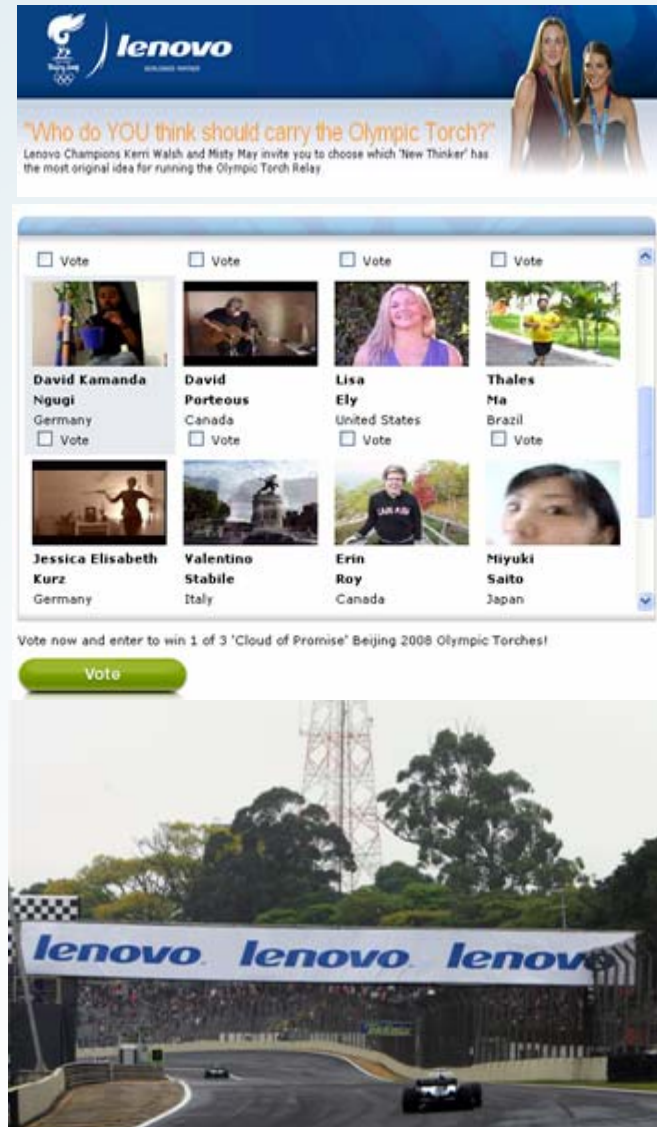 Beijing 2008
lenovo
WORLDWIDE PARTNER
"Who do YOU think should carry the Olympic Torch?"
Lenovo Champions Kerri Walsh and Misty May invite you to choose which 'New Thinker' has
the most original idea for running the Olympic Torch Relay
Vote Vote Vote Vote
David Kamanda David Lisa Thales
Ngugi Porteous Ely Ma
Germany Canada United States Brazil
Vote Vote Vote Vote
Jessica Elisabeth Valentino Erin Miyuki
Kurz Stabile Roy Saito
Germany Italy Canada Japan
Vote now and enter to win 1 of 3 'Cloud of Promise' Beijing 2008 Olympic Torches!
Vote
lenovo lenovo lenovo